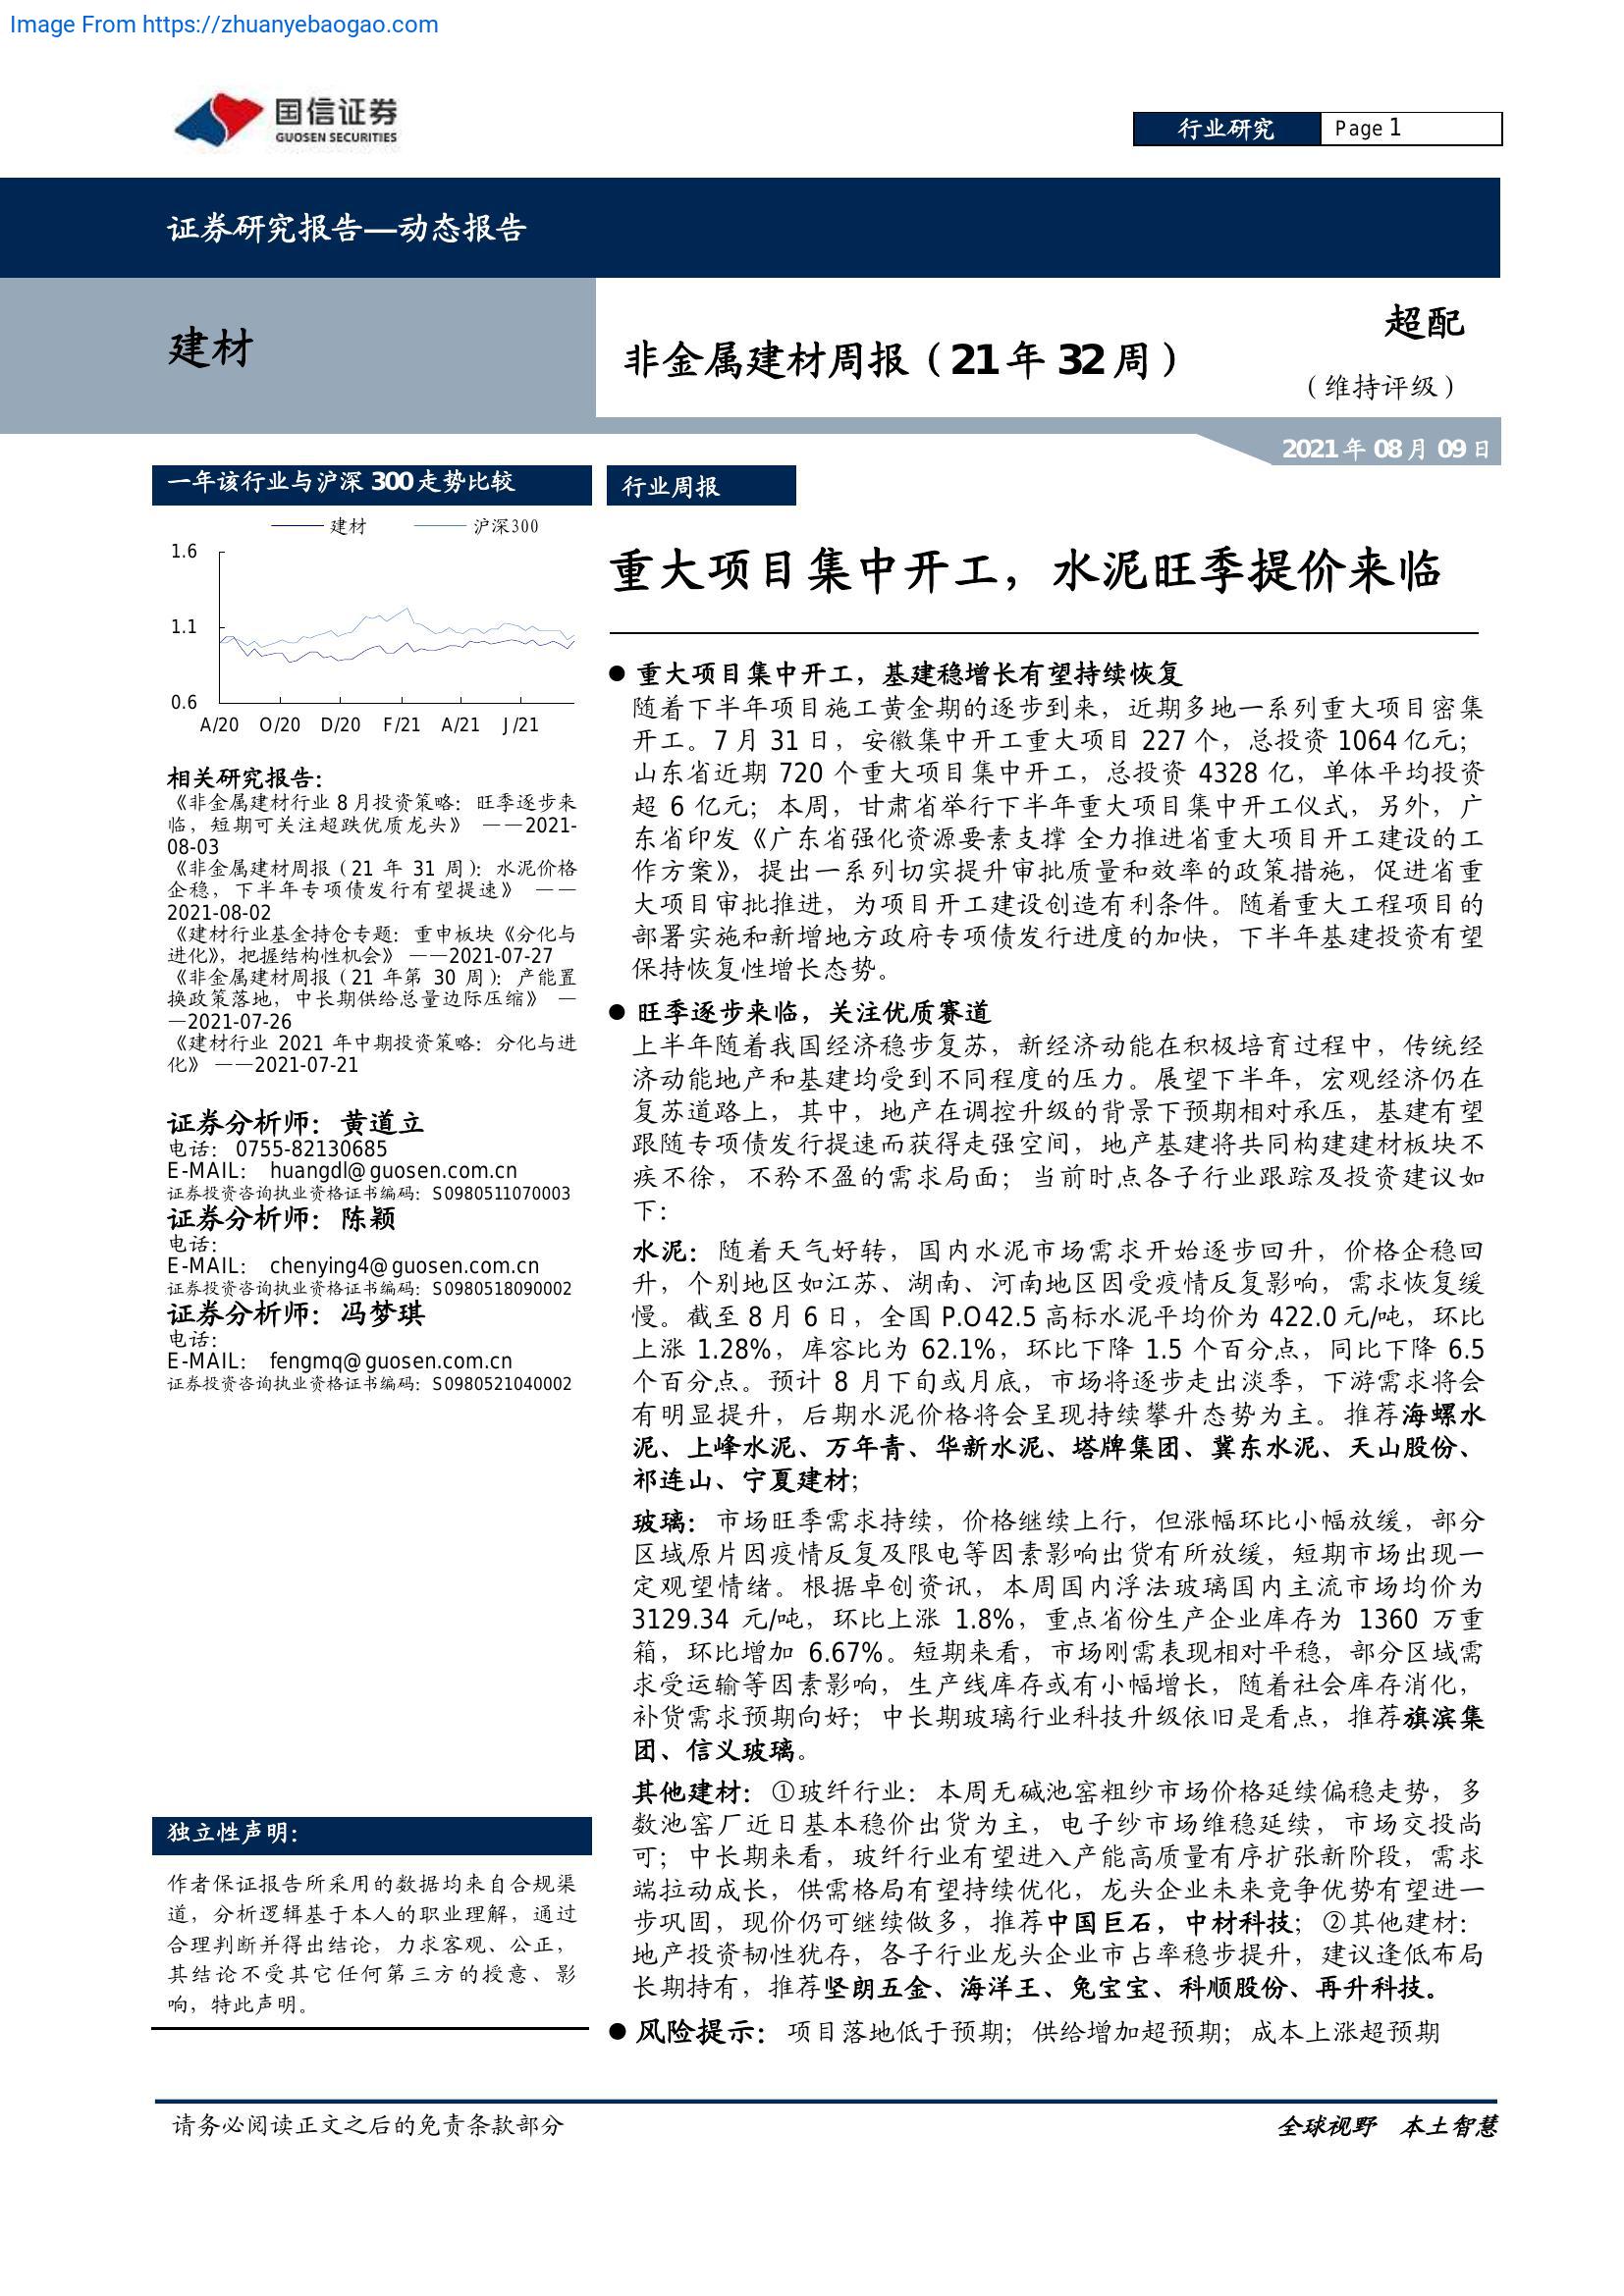 Image From https://zhuanyebaogao.com
国信证券
GUOSEN SECURITIES
行业研究
Page 1
证券研究报告—动态报告
建材
非金属建材周报（21年 32周）
超配
（维持评级）
2021年 08月 09日
一年该行业与沪深 300走势比较
建材
沪深300
1.6
1.1
0.6
A/20 O/20 D/20 F/21 A/21 J/21
相关研究报告：
《非金属建材行业 8 月投资策略：旺季逐步来
临，短期可关注超跌优质龙头》 ——2021-
08-03
《非金属建材周报（21 年 31 周）：水泥价格
企稳，下半年专项债发行有望提速》 ——
2021-08-02
《建材行业基金持仓专题：重申板块《分化与
进化》，把握结构性机会》 ——2021-07-27
《非金属建材周报（21 年第 30 周）：产能置
换政策落地，中长期供给总量边际压缩》 —
—2021-07-26
《建材行业 2021 年中期投资策略：分化与进
化》 ——2021-07-21
证券分析师：黄道立
电话： 0755-82130685
E-MAIL： huangdl@guosen.com.cn
证券投资咨询执业资格证书编码：S0980511070003
证券分析师：陈颖
电话：
E-MAIL： chenying4@guosen.com.cn
证券投资咨询执业资格证书编码：S0980518090002
证券分析师：冯梦琪
电话：
E-MAIL： fengmq@guosen.com.cn
证券投资咨询执业资格证书编码：S0980521040002
独立性声明：
作者保证报告所采用的数据均来自合规渠
道，分析逻辑基于本人的职业理解，通过
合理判断并得出结论，力求客观、公正，
其结论不受其它任何第三方的授意、影
响，特此声明。
行业周报
重大项目集中开工，水泥旺季提价来临
● 重大项目集中开工，基建稳增长有望持续恢复
随着下半年项目施工黄金期的逐步到来，近期多地一系列重大项目密集
开工。7 月 31 日，安徽集中开工重大项目 227 个，总投资 1064 亿元；
山东省近期 720 个重大项目集中开工，总投资 4328 亿，单体平均投资
超 6 亿元；本周，甘肃省举行下半年重大项目集中开工仪式，另外，广
东省印发《广东省强化资源要素支撑 全力推进省重大项目开工建设的工
作方案》，提出一系列切实提升审批质量和效率的政策措施，促进省重
大项目审批推进，为项目开工建设创造有利条件。随着重大工程项目的
部署实施和新增地方政府专项债发行进度的加快，下半年基建投资有望
保持恢复性增长态势。
● 旺季逐步来临，关注优质赛道
上半年随着我国经济稳步复苏，新经济动能在积极培育过程中，传统经
济动能地产和基建均受到不同程度的压力。展望下半年，宏观经济仍在
复苏道路上，其中，地产在调控升级的背景下预期相对承压，基建有望
跟随专项债发行提速而获得走强空间，地产基建将共同构建建材板块不
疾不徐，不矜不盈的需求局面；当前时点各子行业跟踪及投资建议如
下：
水泥：随着天气好转，国内水泥市场需求开始逐步回升，价格企稳回
升，个别地区如江苏、湖南、河南地区因受疫情反复影响，需求恢复缓
慢。截至 8 月 6 日，全国 P.O42.5 高标水泥平均价为 422.0 元/吨，环比
上涨 1.28%，库容比为 62.1%，环比下降 1.5 个百分点，同比下降 6.5
个百分点。预计 8 月下旬或月底，市场将逐步走出淡季，下游需求将会
有明显提升，后期水泥价格将会呈现持续攀升态势为主。推荐海螺水
泥、上峰水泥、万年青、华新水泥、塔牌集团、冀东水泥、天山股份、
祁连山、宁夏建材；
玻璃：市场旺季需求持续，价格继续上行，但涨幅环比小幅放缓，部分
区域原片因疫情反复及限电等因素影响出货有所放缓，短期市场出现一
定观望情绪。根据卓创资讯，本周国内浮法玻璃国内主流市场均价为
3129.34 元/吨，环比上涨 1.8%，重点省份生产企业库存为 1360 万重
箱，环比增加 6.67%。短期来看，市场刚需表现相对平稳，部分区域需
求受运输等因素影响，生产线库存或有小幅增长，随着社会库存消化，
补货需求预期向好；中长期玻璃行业科技升级依旧是看点，推荐旗滨集
团、信义玻璃。
其他建材：①玻纤行业：本周无碱池窑粗纱市场价格延续偏稳走势，多
数池窑厂近日基本稳价出货为主，电子纱市场维稳延续，市场交投尚
可；中长期来看，玻纤行业有望进入产能高质量有序扩张新阶段，需求
端拉动成长，供需格局有望持续优化，龙头企业未来竞争优势有望进一
步巩固，现价仍可继续做多，推荐中国巨石，中材科技；②其他建材：
地产投资韧性犹存，各子行业龙头企业市占率稳步提升，建议逢低布局
长期持有，推荐坚朗五金、海洋王、兔宝宝、科顺股份、再升科技。
● 风险提示：项目落地低于预期；供给增加超预期；成本上涨超预期
请务必阅读正文之后的免责条款部分
全球视野 本土智慧